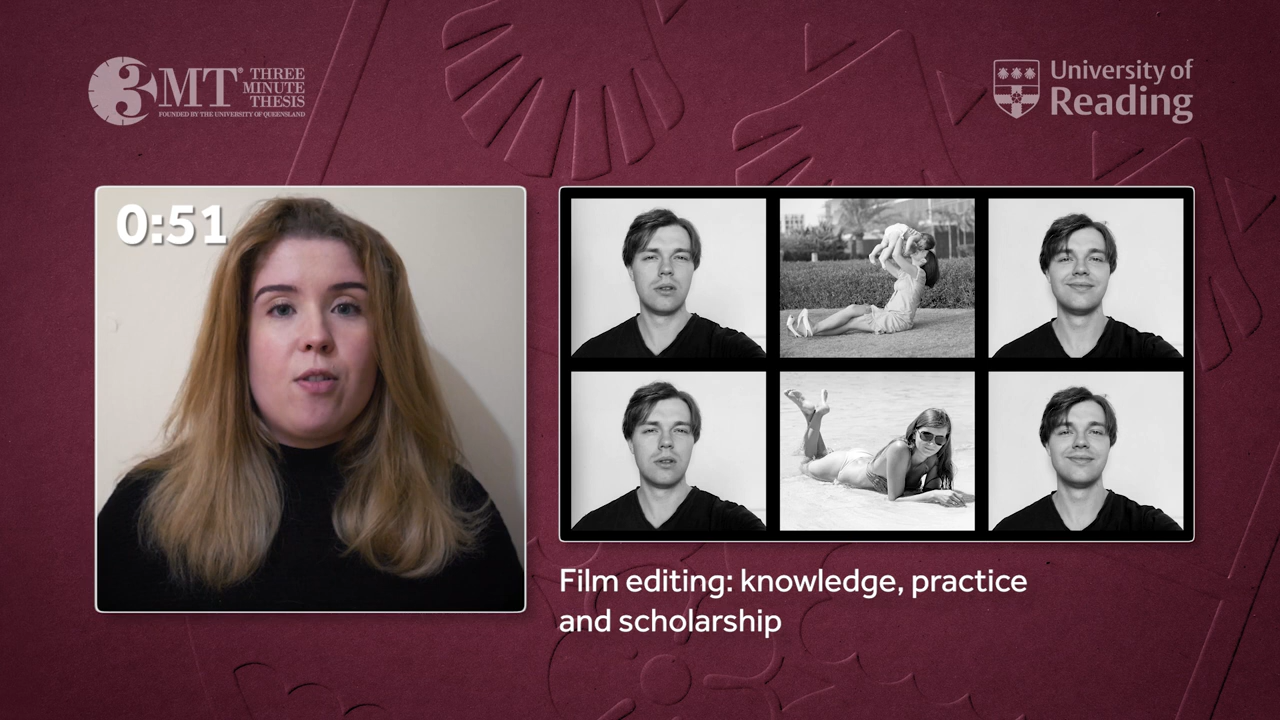 3MT® THREE
MINUTE
THESIS
FOUNDED BY THE UNIVERSITY OF QUEENSLAND
University of
Reading
0:51
Film editing: knowledge, practice
and scholarship